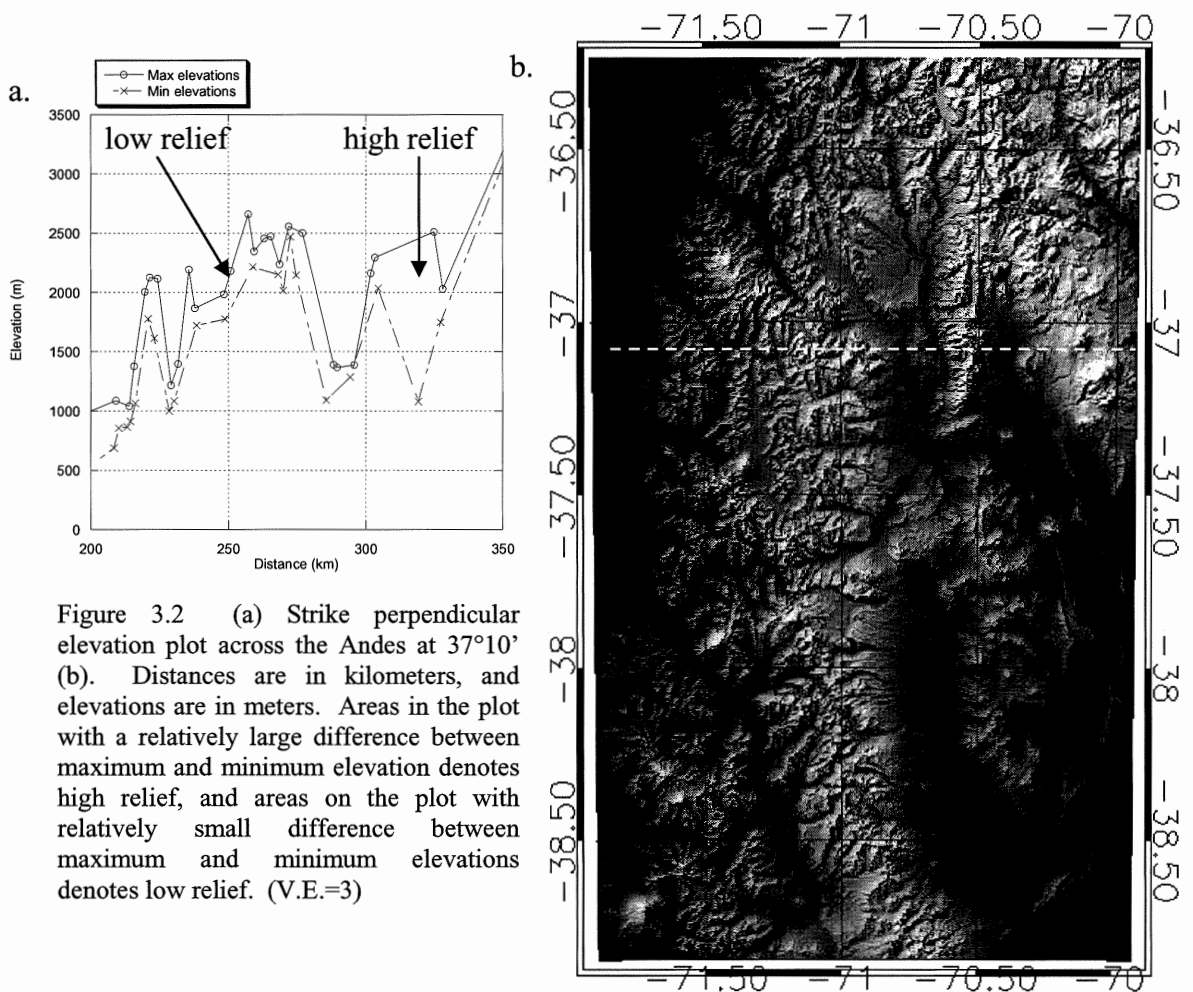 a.
Max elevations
Min elevations
3500
3000
2500
2000
1500
1000
500
0
Elevation (m)
low relief
high relief
200
250
300
350
Distance (km)
Figure 3.2 (a) Strike perpendicular
elevation plot across the Andes at 37°10’
(b). Distances are in kilometers, and
elevations are in meters. Areas in the plot
with a relatively large difference between
maximum and minimum elevation denotes
high relief, and areas on the plot with
relatively small difference between
maximum and minimum elevations
denotes low relief. (V.E.=3)
b.
−71.50
−71
−70.50
−70
−36.50
−37
−37.50
−38
−38.50
−36.50
−37
−37.50
−38
−38.50
−71.50
−71
−70.50
−70